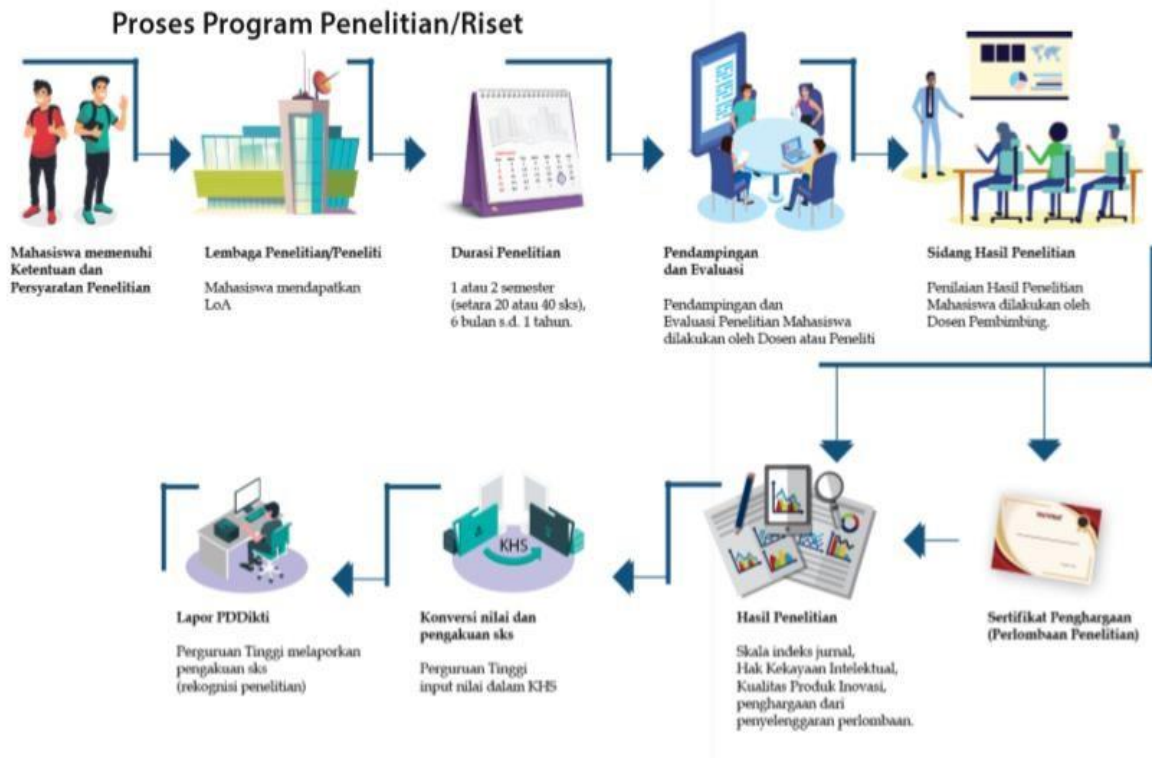 Proses Program Penelitian/Riset
Mahasiswa memenuhi
Ketentuan dan
Persyaratan Penelitian
Lembaga Penelitian/Peneliti
Mahasiswa mendapatkan
LoA
Durasi Penelitian
1 atau 2 semester
(setara 20 atau 40 sks),
6 bulan s.d. 1 tahun.
Pendampingan
dan Evaluasi
Pendampingan dan
Evaluasi Penelitian Mahasiswa
dilakukan oleh Dosen atau Peneliti
Sidang Hasil Penelitian
Penilaian Hasil Penelitian
Mahasiswa dilakukan oleh
Dosen Pembimbing.
Sertifikat Penghargaan
(Perlombaan Penelitian)
Hasil Penelitian
Skala indeks jurnal,
Hak Kekayaan Intelektual,
Kualitas Produk Inovasi,
penghargaan dari
penyelenggaran perlombaan.
KHS
Konversi nilai dan
pengakuan sks
Perguruan Tinggi
input nilai dalam KHS
Lapor PDDikti
Perguruan Tinggi melaporkan
pengakuan sks
(rekognisi penelitian)